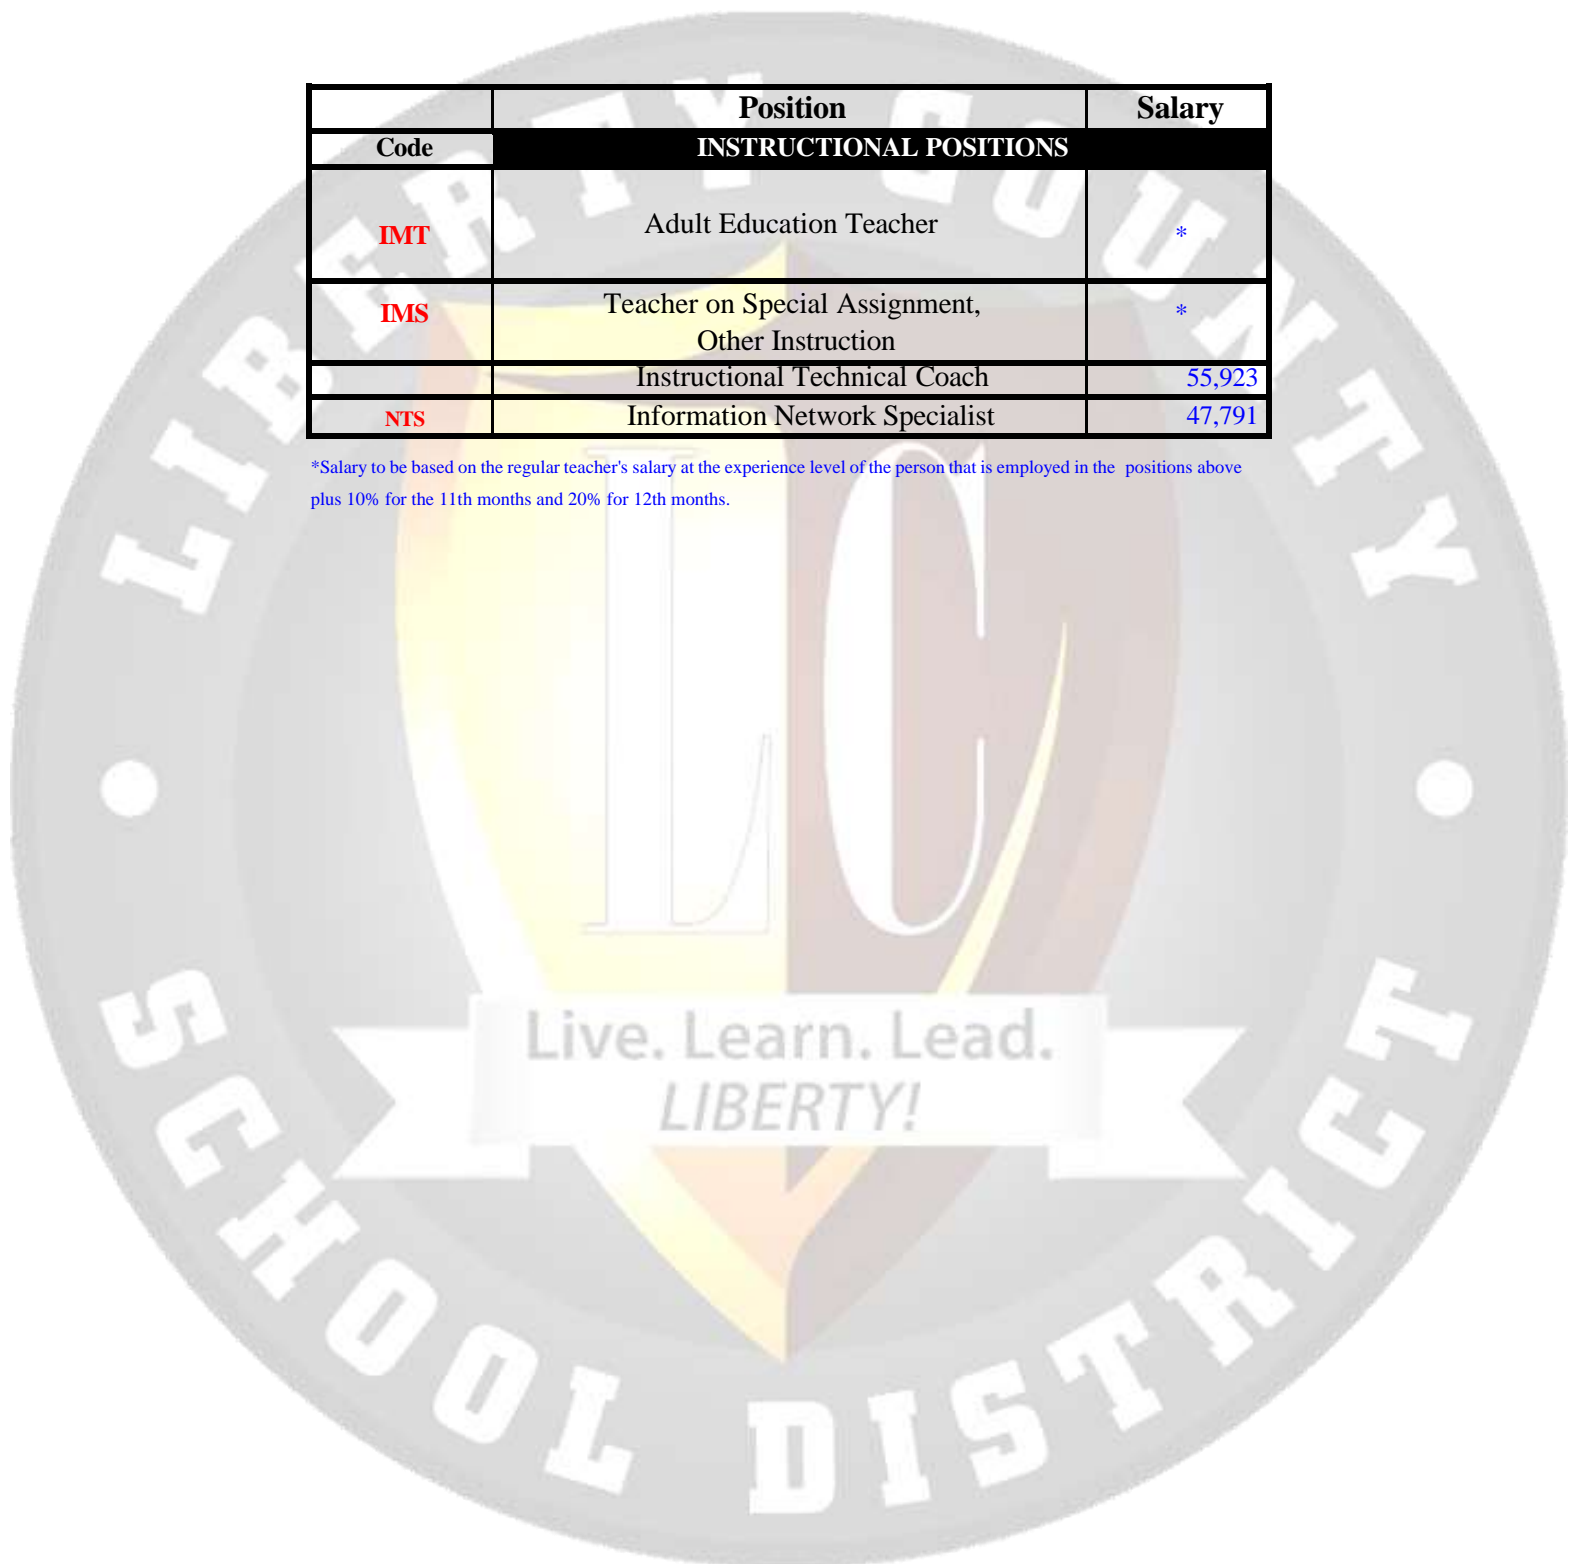 Position Salary
Code INSTRUCTIONAL POSITIONS
IMT Adult Education Teacher *
IMS Teacher on Special Assignment, *
Other Instruction
Instructional Technical Coach 55,923
NTS Information Network Specialist 47,791
*Salary to be based on the regular teacher's salary at the experience level of the person that is employed in the positions above
plus 10% for the 11th months and 20% for 12th months.
LIBERTY COUNTY
LC
Live. Learn. Lead.
LIBERTY!
SCHOOL DISTRICT